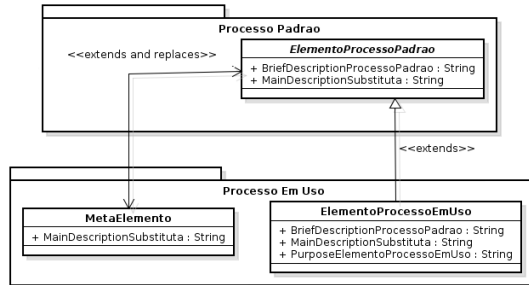 Processo Padrao
<<extends and replaces>>
ElementoProcessoPadrao
+ BriefDescriptionProcessoPadrao : String
+ MainDescriptionSubstituta : String
<<extends>>
Processo Em Uso
MetaElemento
+ MainDescriptionSubstituta : String
ElementoProcessoEmUso
+ BriefDescriptionProcessoPadrao : String
+ MainDescriptionSubstituta : String
+ PurposeElementoProcessoEmUso : String